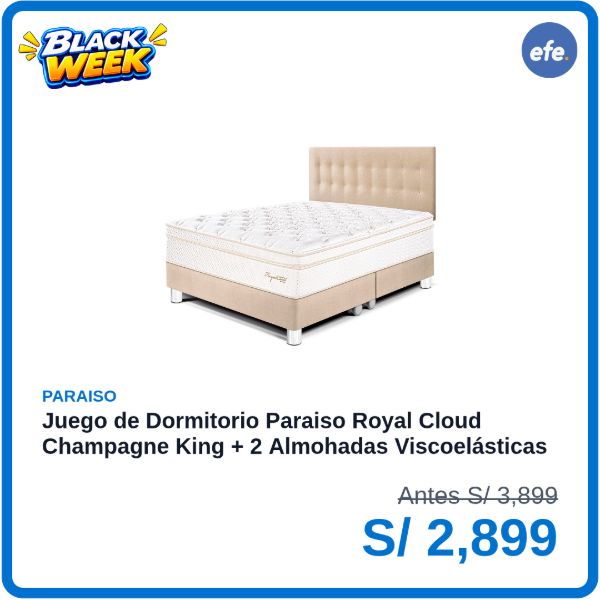 BLACK
WEEK
efe.
PARAISO
Juego de Dormitorio Paraiso Royal Cloud
Champagne King + 2 Almohadas Viscoelásticas
Antes S/ 3,899
S/ 2,899